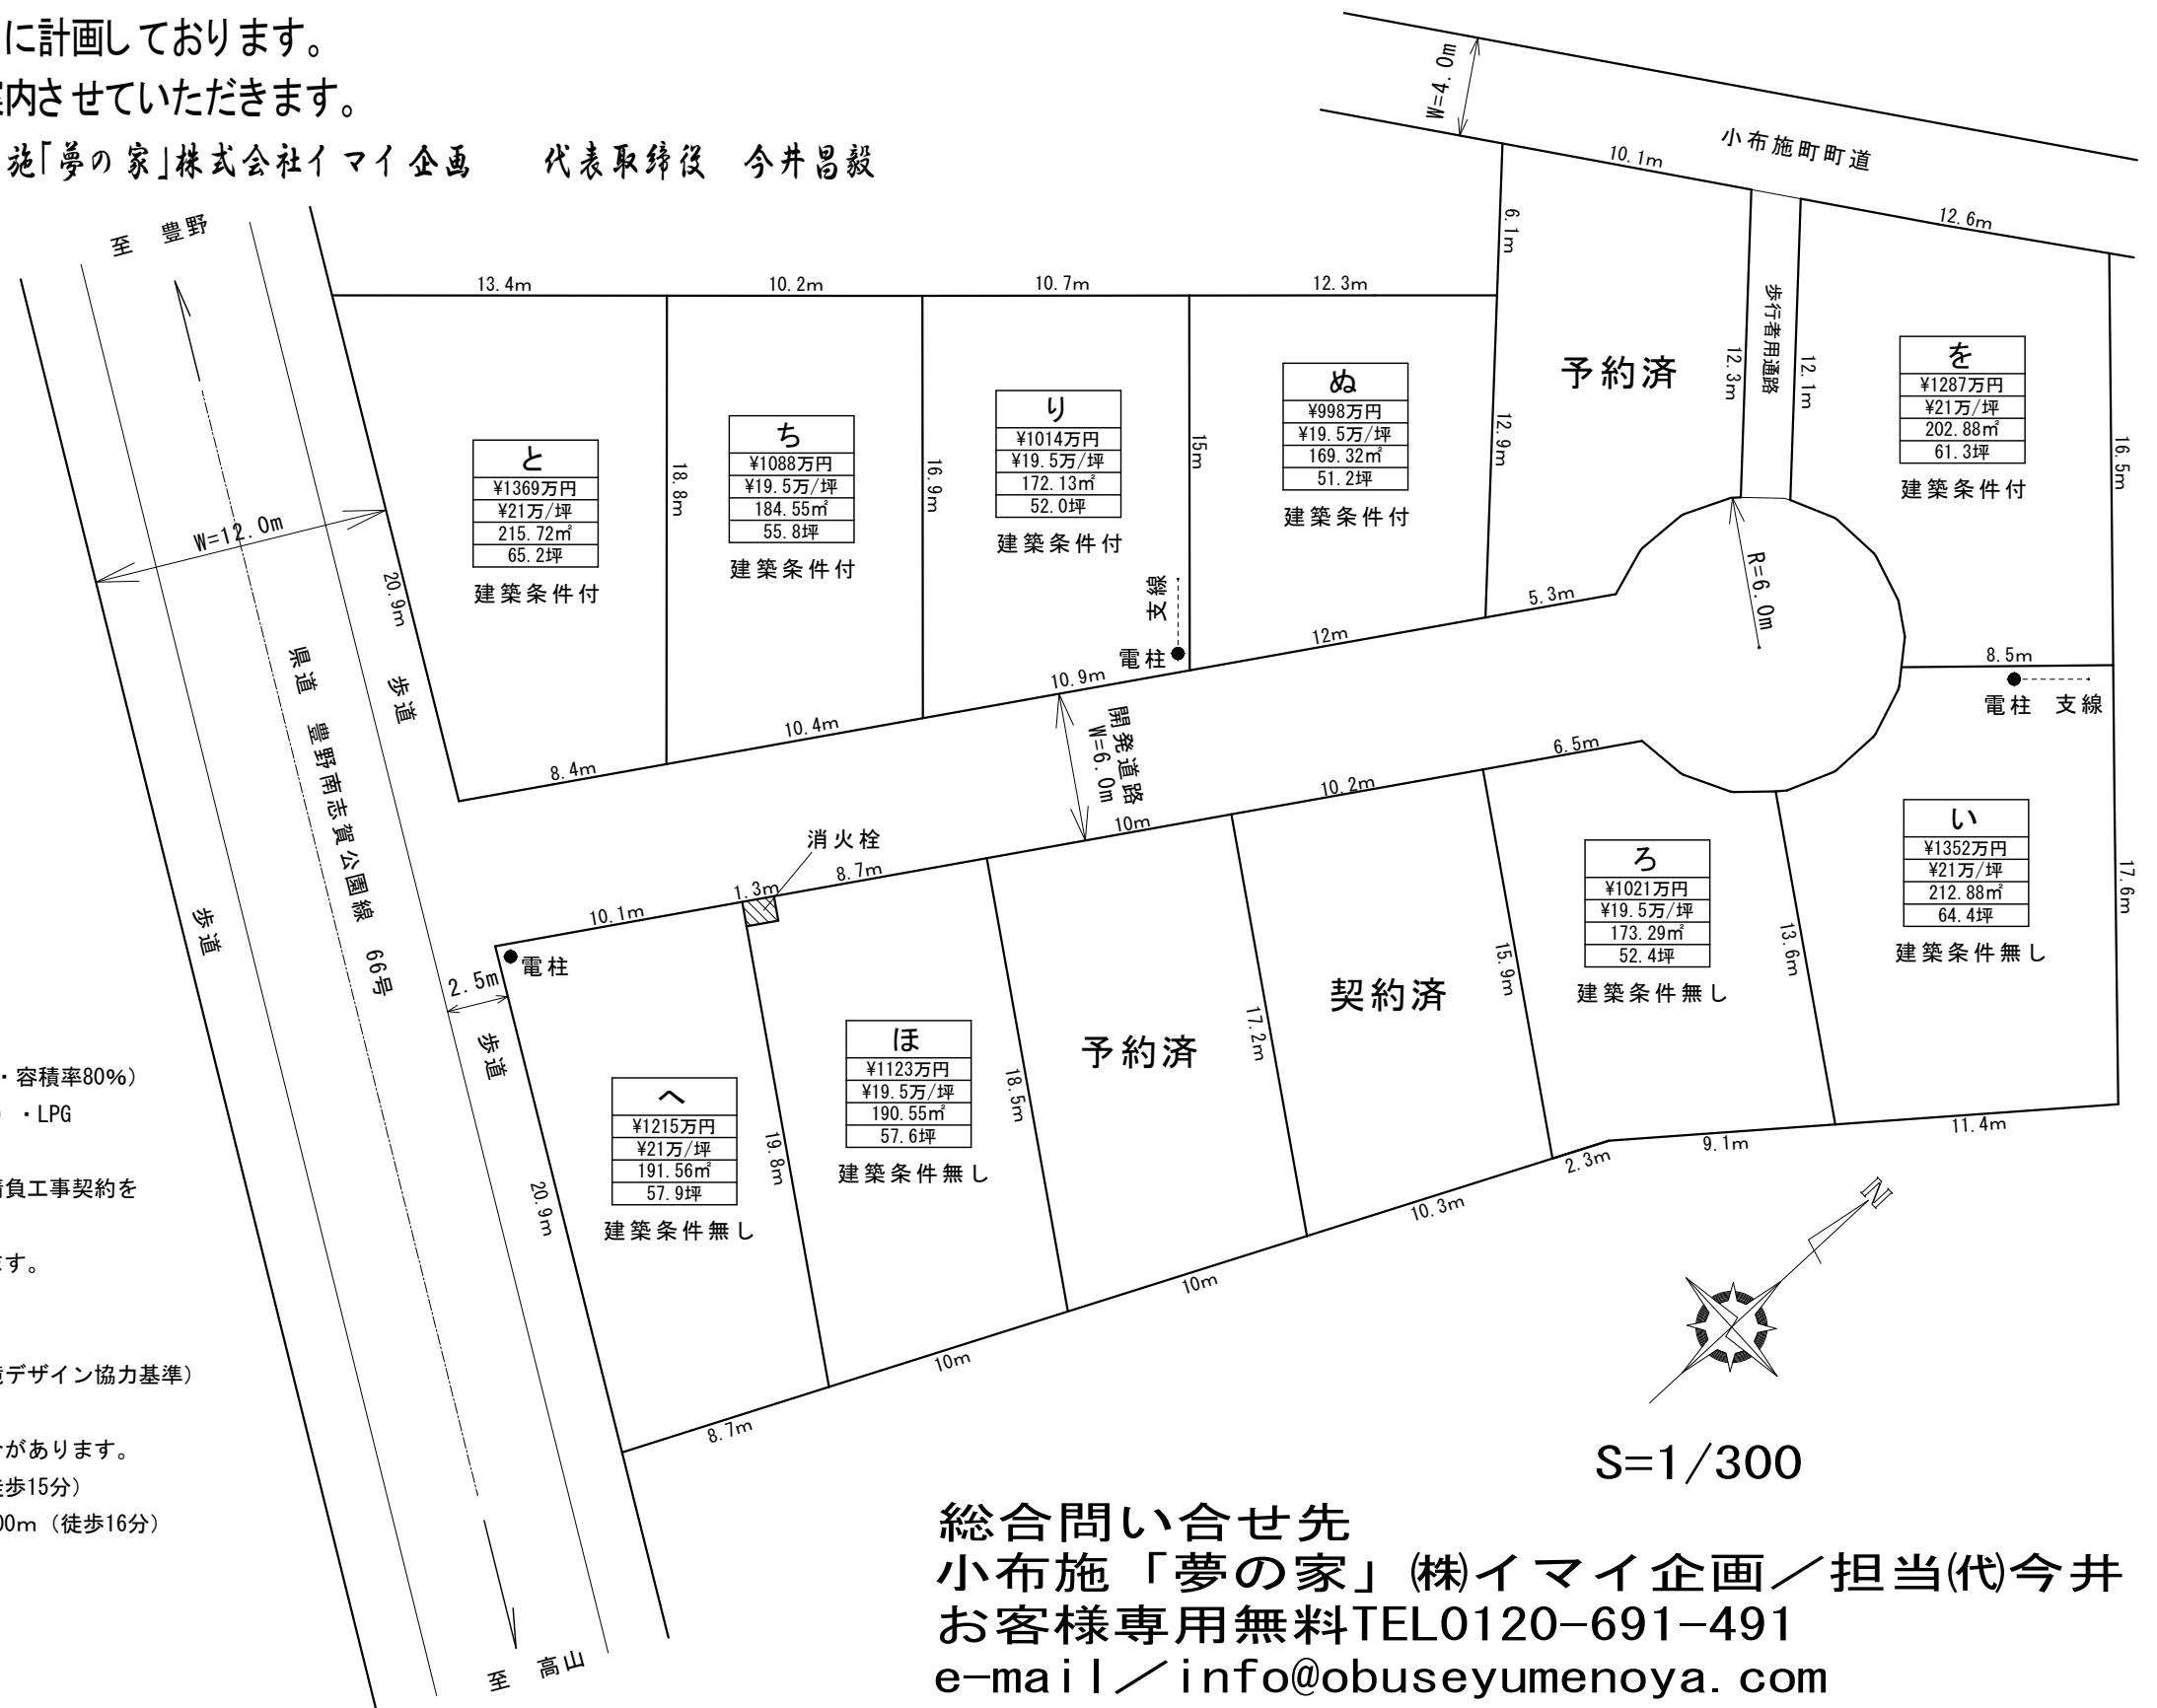 に計画しております。
案内させていただきます。
施「夢の家」株式会社イマイ企画　代表取締役　今井昌毅
至　豊野
W=4.0m
小布施町町道
10.1m
12.6m
6.1m
13.4m
10.2m
10.7m
12.3m
歩行者用通路
12.3m
12.1m
予約済
を
¥1287万円
¥21万/坪
202.88㎡
61.3坪
建築条件付
16.5m
ぬ
¥998万円
¥19.5万/坪
169.32㎡
51.2坪
建築条件付
12.9m
り
¥1014万円
¥19.5万/坪
172.13㎡
52.0坪
建築条件付
15m
ち
¥1088万円
¥19.5万/坪
184.55㎡
55.8坪
建築条件付
16.9m
と
¥1369万円
¥21万/坪
215.72㎡
65.2坪
建築条件付
18.8m
W=12.0m
20.9m
歩道
県道　豊野南志賀公園線　66号
支線
電柱
R=6.0m
5.3m
12m
10.9m
10.4m
8.4m
8.5m
電柱　支線
開発道路
W=6.0m
6.5m
10.2m
10m
消火栓
8.7m
1.3m
10.1m
い
¥1352万円
¥21万/坪
212.88㎡
64.4坪
建築条件無し
17.6m
ろ
¥1021万円
¥19.5万/坪
173.29㎡
52.4坪
建築条件無し
13.6m
15.9m
契約済
17.2m
予約済
18.5m
ほ
¥1123万円
¥19.5万/坪
190.55㎡
57.6坪
建築条件無し
19.8m
へ
¥1215万円
¥21万/坪
191.56㎡
57.9坪
建築条件無し
電柱
2.5m
歩道
20.9m
歩道
11.4m
9.1m
2.3m
10.3m
10m
10m
8.7m
・容積率80%）
・LPG
請負工事契約を
ます。
デザイン協力基準）
があります。
徒歩15分）
00m（徒歩16分）
至　高山
N
S=1/300
総合問い合せ先
小布施「夢の家」㈱イマイ企画／担当㈹今井
お客様専用無料TEL0120-691-491
e-mail／info@obuseyumenoya.com